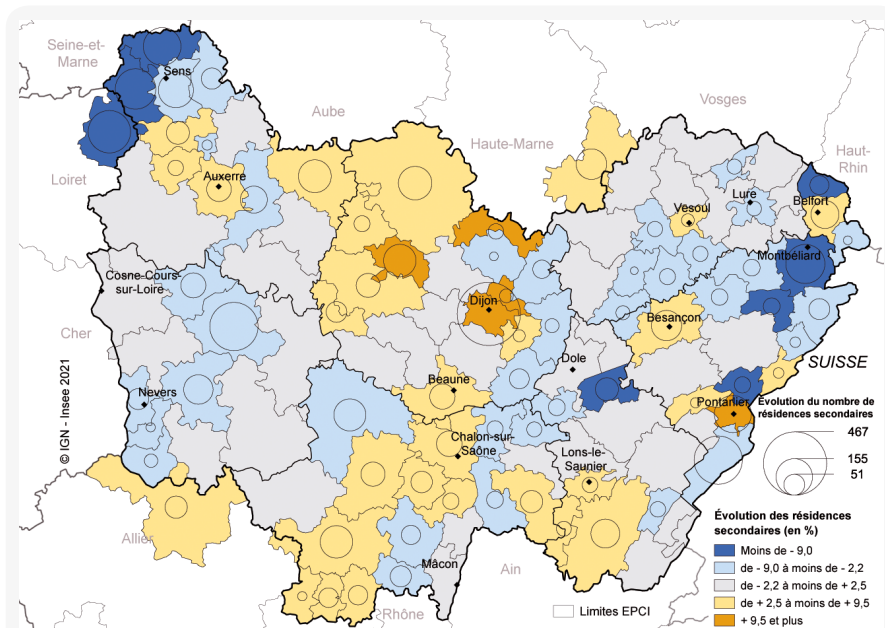 Seine-et-
Marne
Sens
Aube
Vosges
Haute-Marne
Haut-
Rhin
Loiret
Auxerre
Lure
Vesoul
Belfort
Montbéliard
Cosne-Cours-
sur-Loire
Dijon
Besançon
Cher
Dole
SUISSE
Beaune
Nevers
Pontarlier
Évolution du nombre de
résidences secondaires
467
155
51
© IGN - Insee 2021
Chalon-sur-
Saône
Lons-le-
Saunier
Évolution des résidences
secondaires (en %)
Moins de - 9,0
de - 9,0 à moins de - 2,2
de - 2,2 à moins de + 2,5
de + 2,5 à moins de + 9,5
+ 9,5 et plus
Allier
Mâcon
Ain
Rhône
Limites EPCI